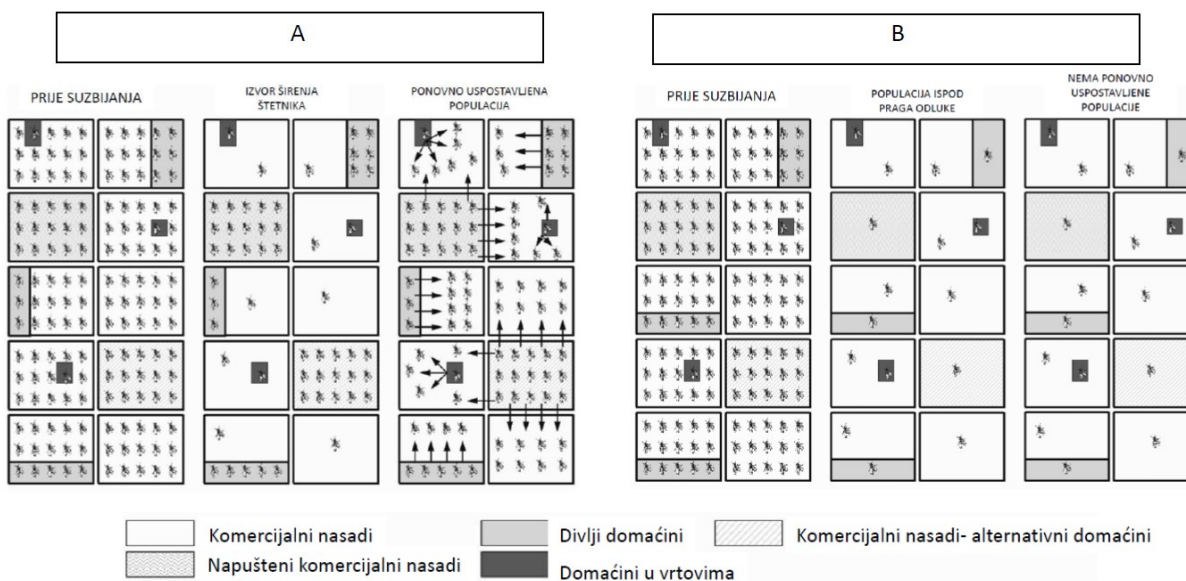 A
B
PRIJE SUZBIJANJA
IZVOR ŠIRENJA
ŠTETNIKA
PONOVNO USPOSTAVLJENA
POPULACIJA
PRIJE SUZBIJANJA
POPULACIJA ISPOD
PRAGA ODLUKE
NEMA PONOVNO
USPOSTAVLJENE
POPULACIJE
Komercijalni nasadi
Divlji domaćini
Komercijalni nasadi- alternativni domaćini
Napušteni komercijalni nasadi
Domaćini u vrtovima